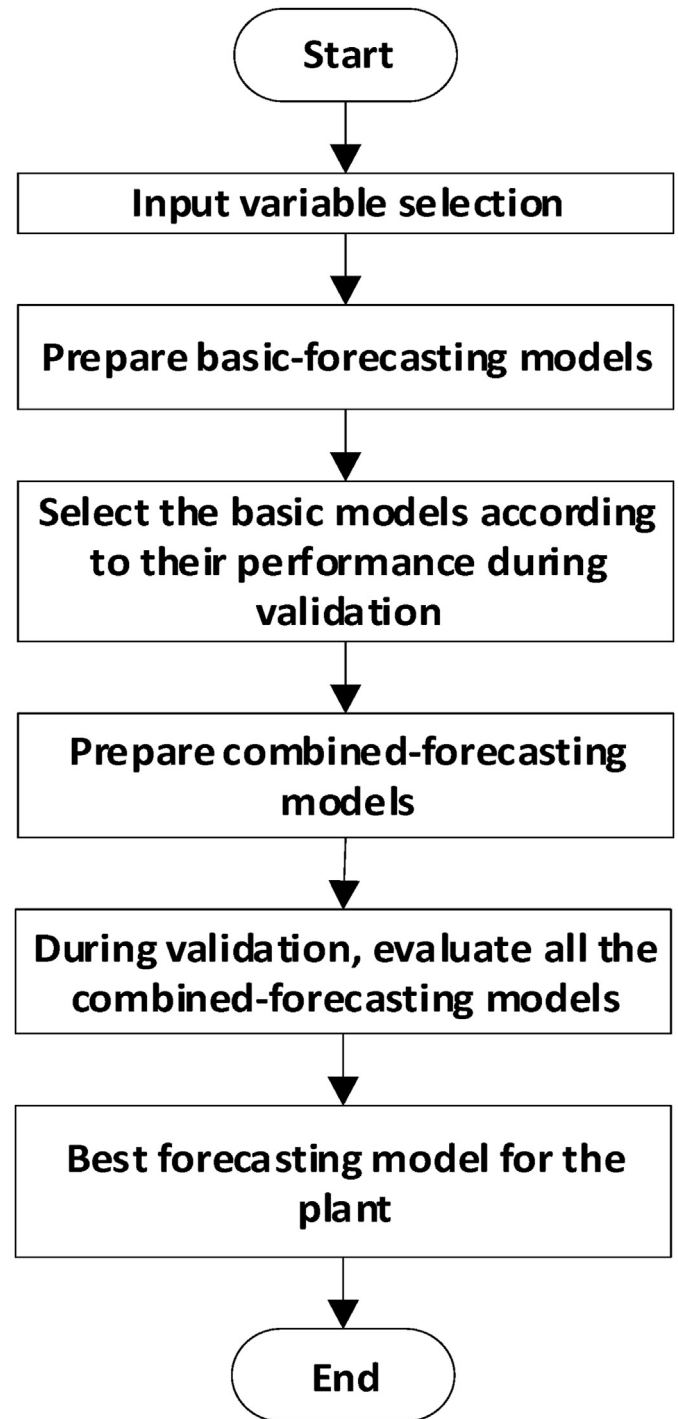 Start
Input variable selection
Prepare basic-forecasting models
Select the basic models according
to their performance during
validation
Prepare combined-forecasting
models
During validation, evaluate all the
combined-forecasting models
Best forecasting model for the
plant
End